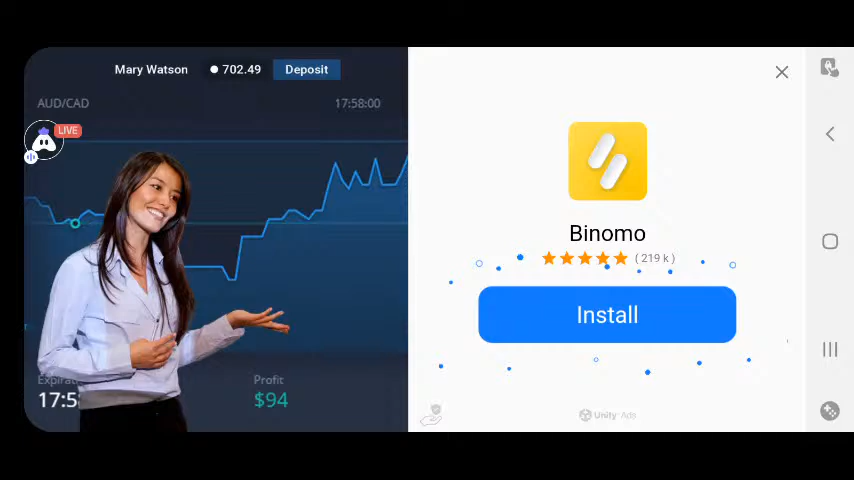 Mary Watson 702.49 Deposit
AUD/CAD 17:58:00
LIVE
Profit
17:5 $94
Binomo
( 219 k )
Install
Unity Ads